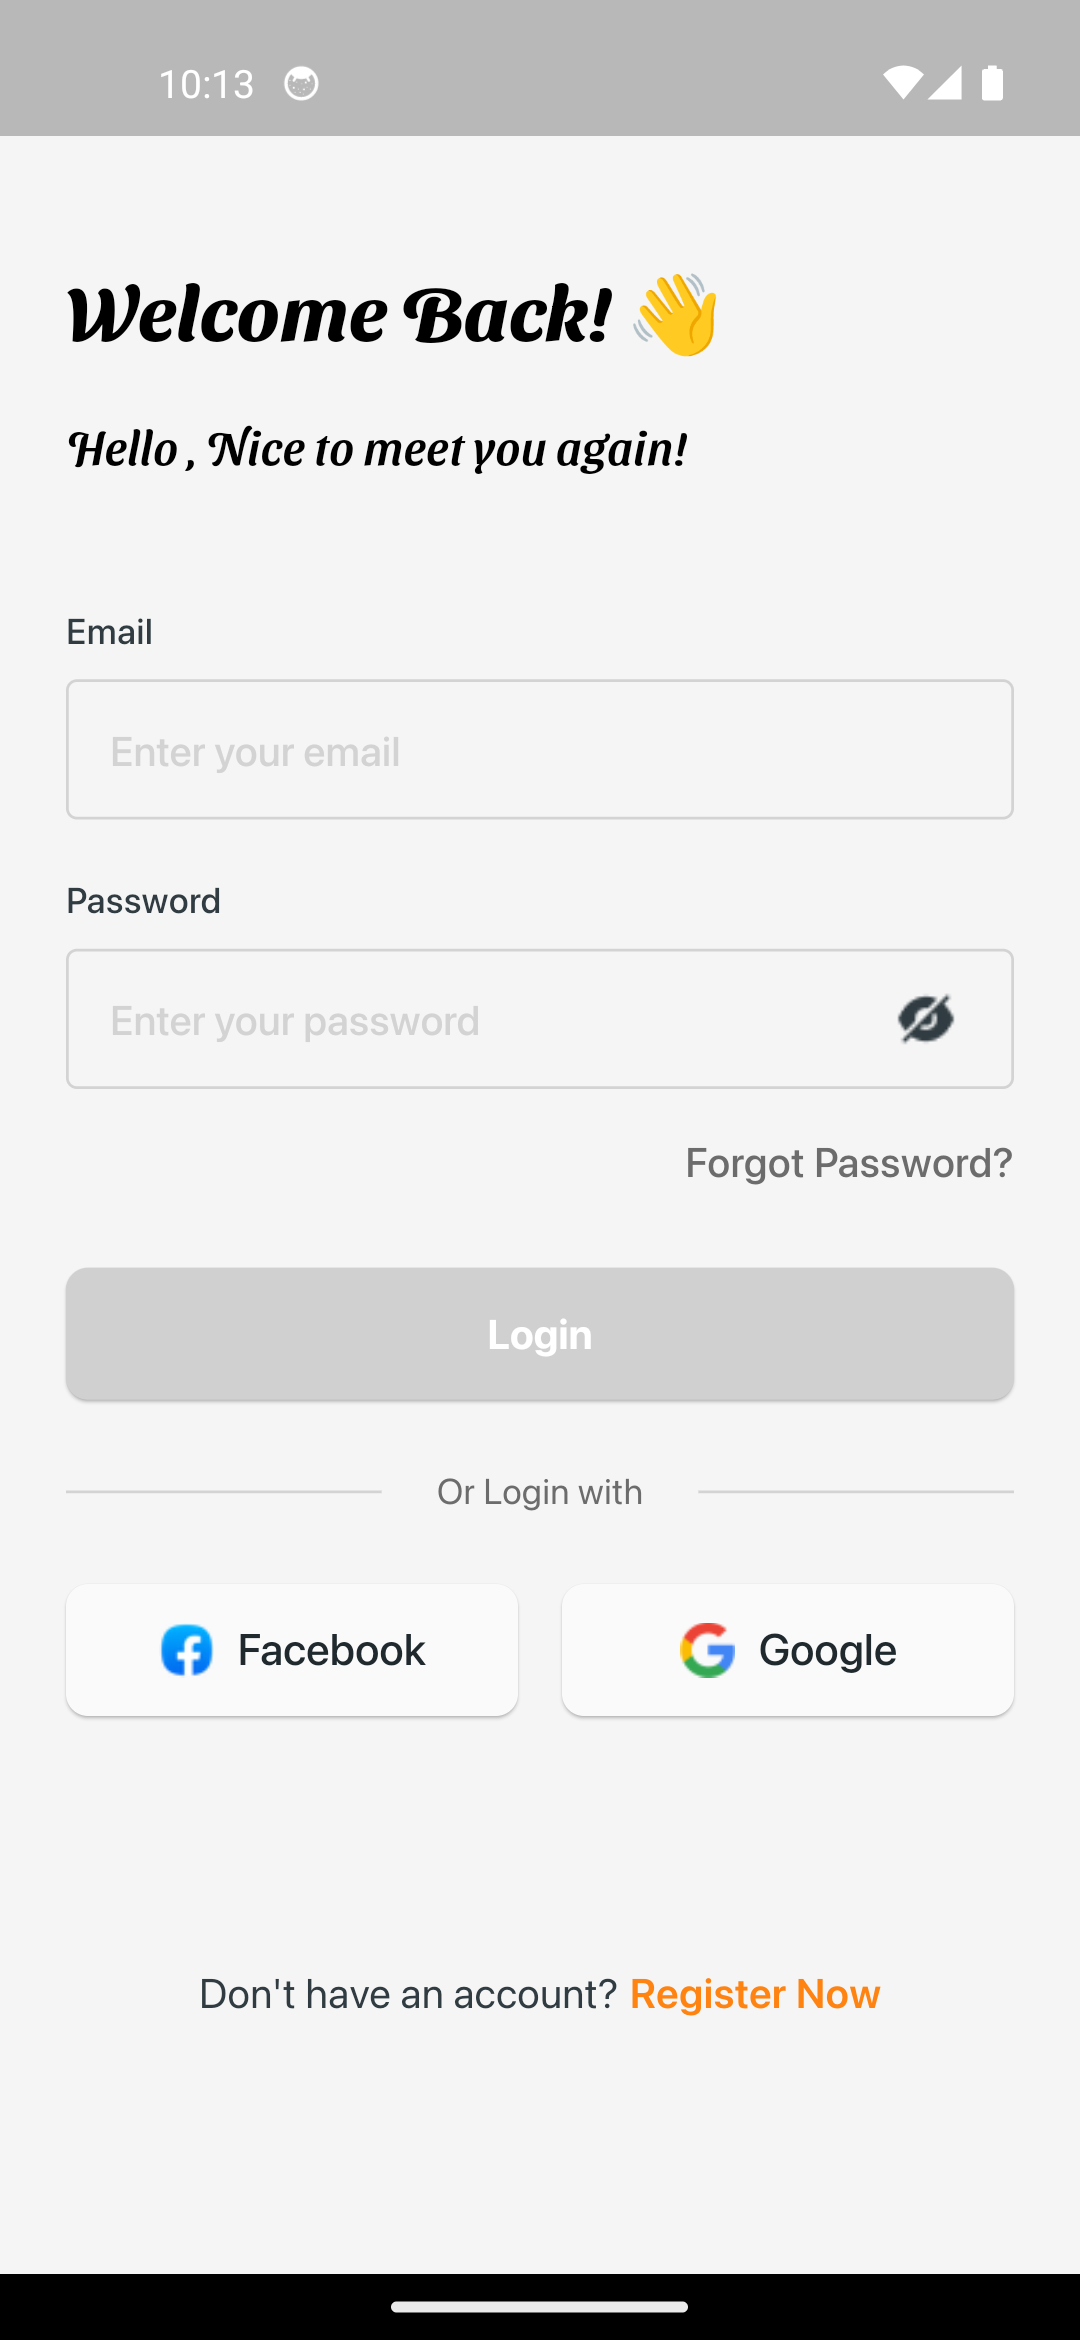 10:13
Welcome Back! 👋
Hello , Nice to meet you again!
Email
Enter your email
Password
Enter your password
Forgot Password?
Login
Or Login with
Facebook
Google
Don't have an account? Register Now